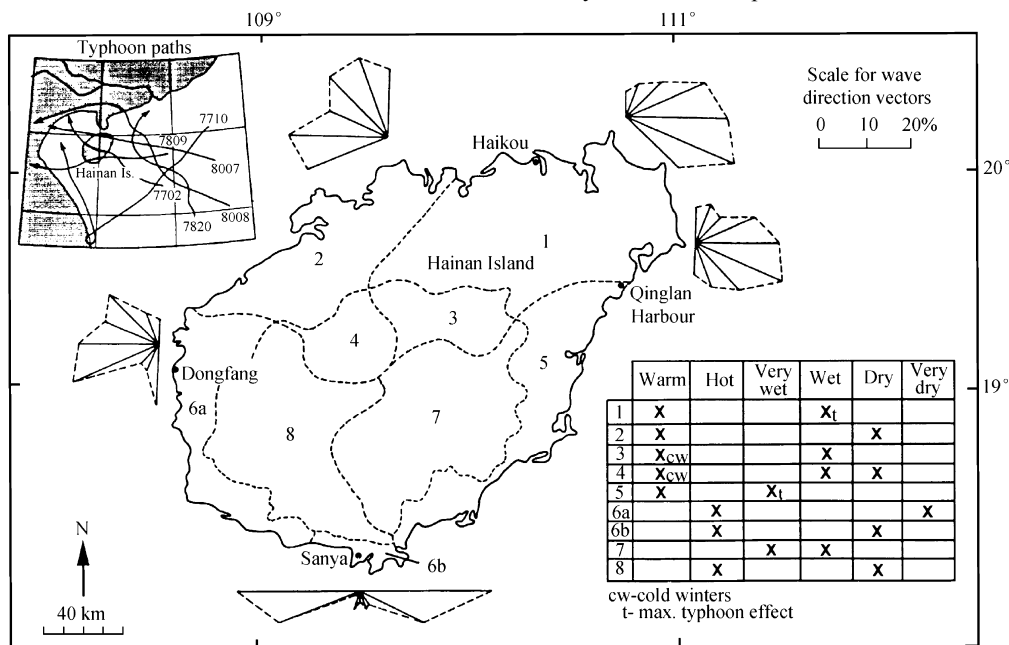 109°
111°
Typhoon paths
7710
7809
8007
Hainan Is.
7702
8008
7820
Scale for wave
direction vectors
0 10 20%
Haikou
20°
1
2
Hainan Island
Qinglan
Harbour
3
4
5
Dongfang
19°
6a
7
8
Warm Hot Very wet Wet Dry Very dry
1 X Xt
2 X X
3 Xcw X
4 Xcw X X
5 X Xt
6a X X
6b X X
7 X X
8 X X
cw-cold winters
t- max. typhoon effect
N
Sanya
6b
40 km